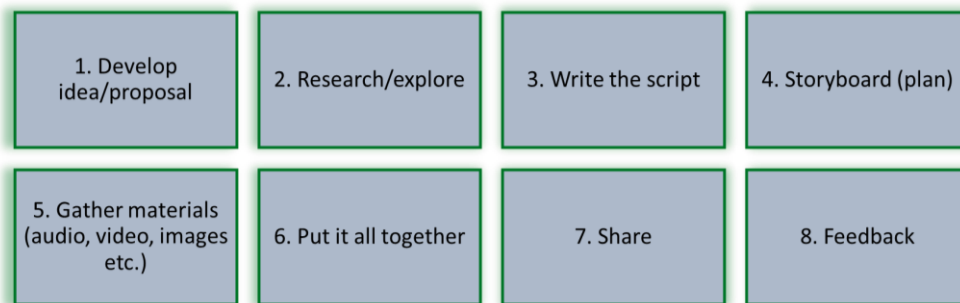 1. Develop
idea/proposal
2. Research/explore
3. Write the script
4. Storyboard (plan)
5. Gather materials
(audio, video, images
etc.)
6. Put it all together
7. Share
8. Feedback